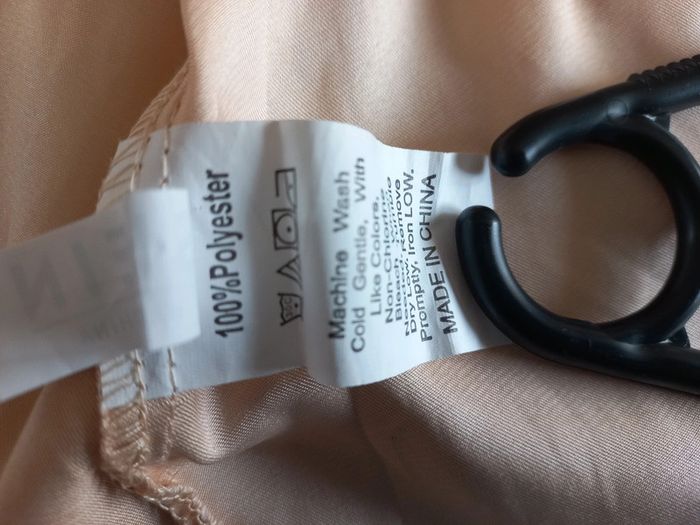 100%Polyester
Machine Wash
Cold Gentle, With
Like Colors.
Non-Chlorine
Bleach
Dry Low, Remove
Promptly, Iron LOW.
MADE IN CHINA